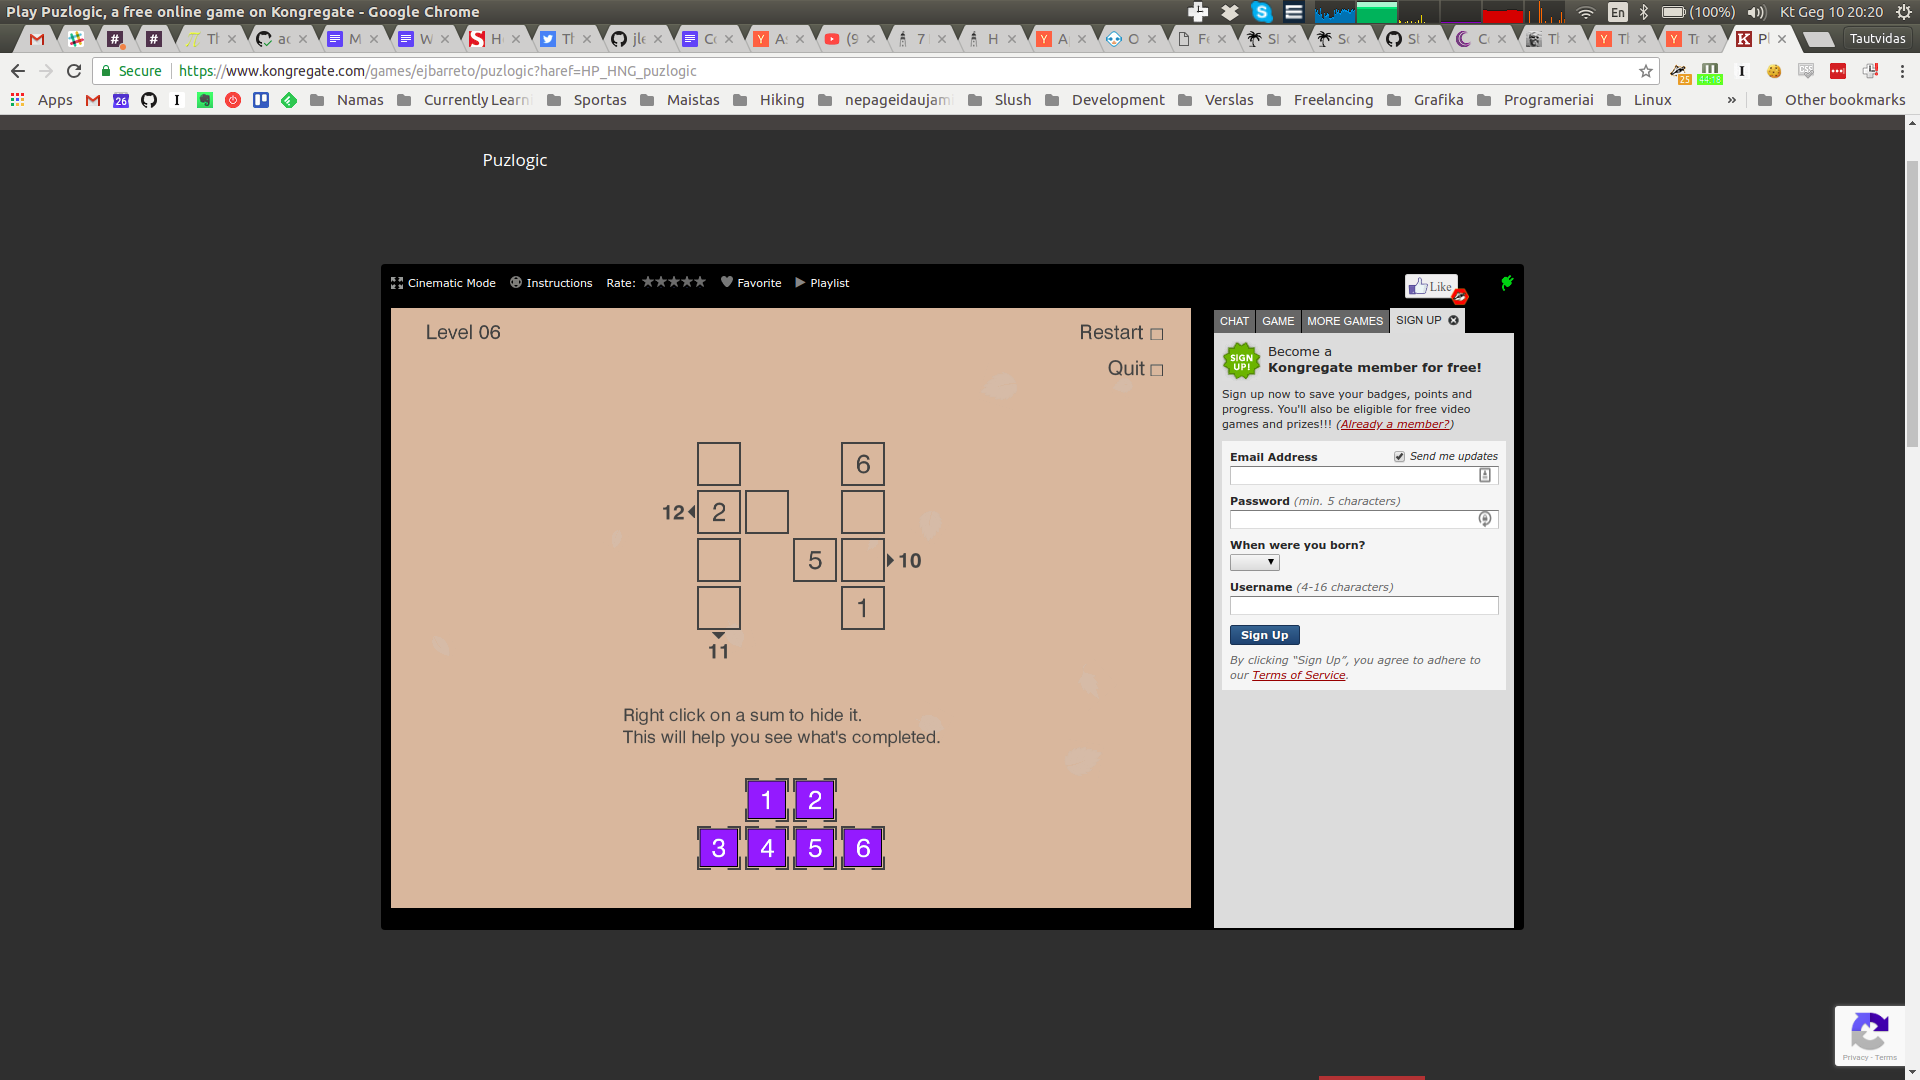 Play Puzlogic, a free online game on Kongregate - Google Chrome
En (100%) Kt Geg 10 20:20
Tautvidas
Secure https://www.kongregate.com/games/ejbarreto/puzlogic?haref=HP_HNG_puzlogic
Apps Namas Currently Learn Sportas Maistas Hiking nepageidaujam Slush Development Verslas Freelancing Grafika Programeriai Linux » Other bookmarks
Puzlogic
Cinematic Mode Instructions Rate: Favorite Playlist
Like
Level 06
Restart
Quit
CHAT GAME MORE GAMES SIGN UP
SIGN UP!
Become a
Kongregate member for free!
Sign up now to save your badges, points and
progress. You'll also be eligible for free video
games and prizes!!! (Already a member?)
Email Address Send me updates
Password (min. 5 characters)
When were you born?
Username (4-16 characters)
Sign Up
By clicking “Sign Up”, you agree to adhere to
our Terms of Service.
6
12 2
5 10
1
11
Right click on a sum to hide it.
This will help you see what's completed.
1 2
3 4 5 6
Privacy - Terms